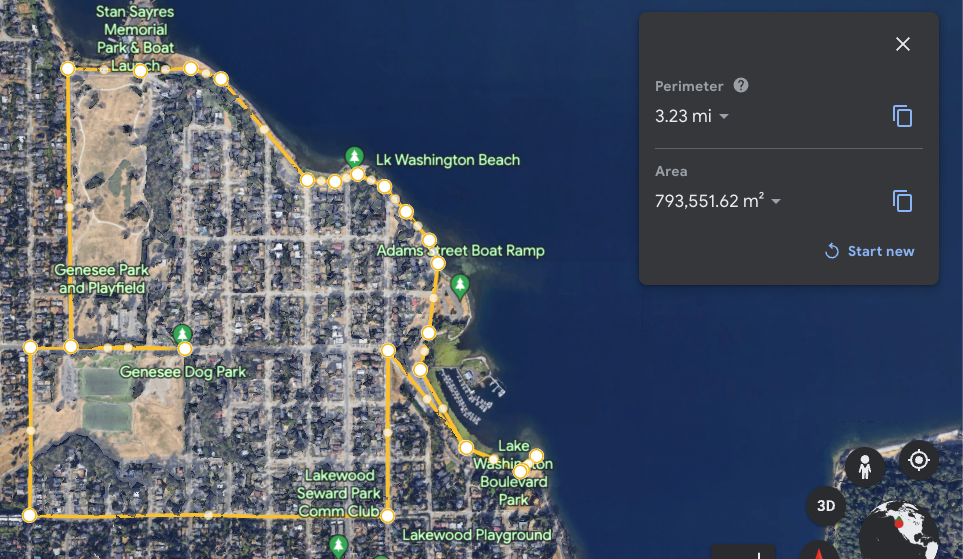 Stan Sayres
Memorial
Park & Boat
Launch
Lk Washington Beach
Adams Street Boat Ramp
Genesee Park
and Playfield
Genesee Dog Park
Lake
Washington
Boulevard
Park
Lakewood
Seward Park
Comm Club
Lakewood Playground
Perimeter ?
3.23 mi
Area
793,551.62 m²
Start new
3D